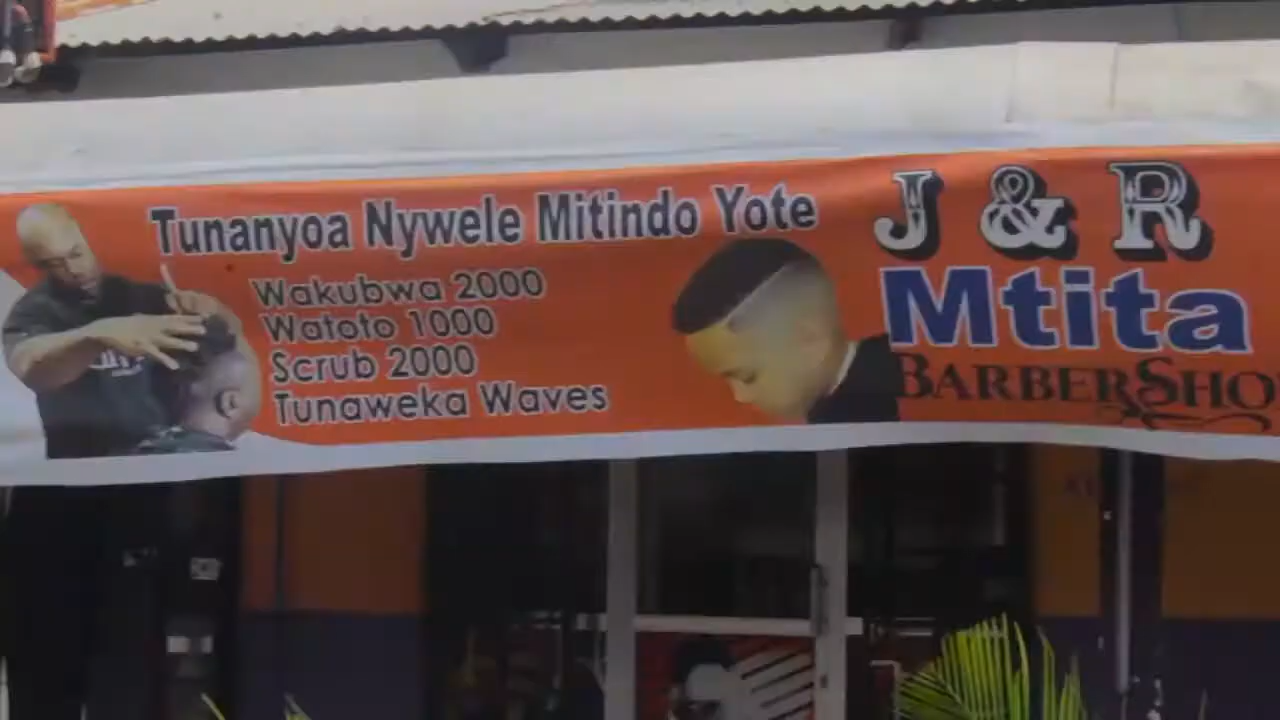 Tunanyoa Nywele Mitindo Yote
Wakubwa 2000
Watoto 1000
Scrub 2000
Tunaweka Waves
J & R
Mtita
BARBERSHO